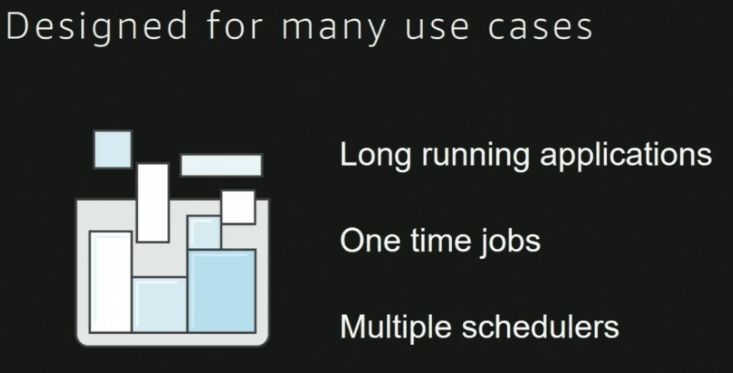 Designed for many use cases
Long running applications
One time jobs
Multiple schedulers